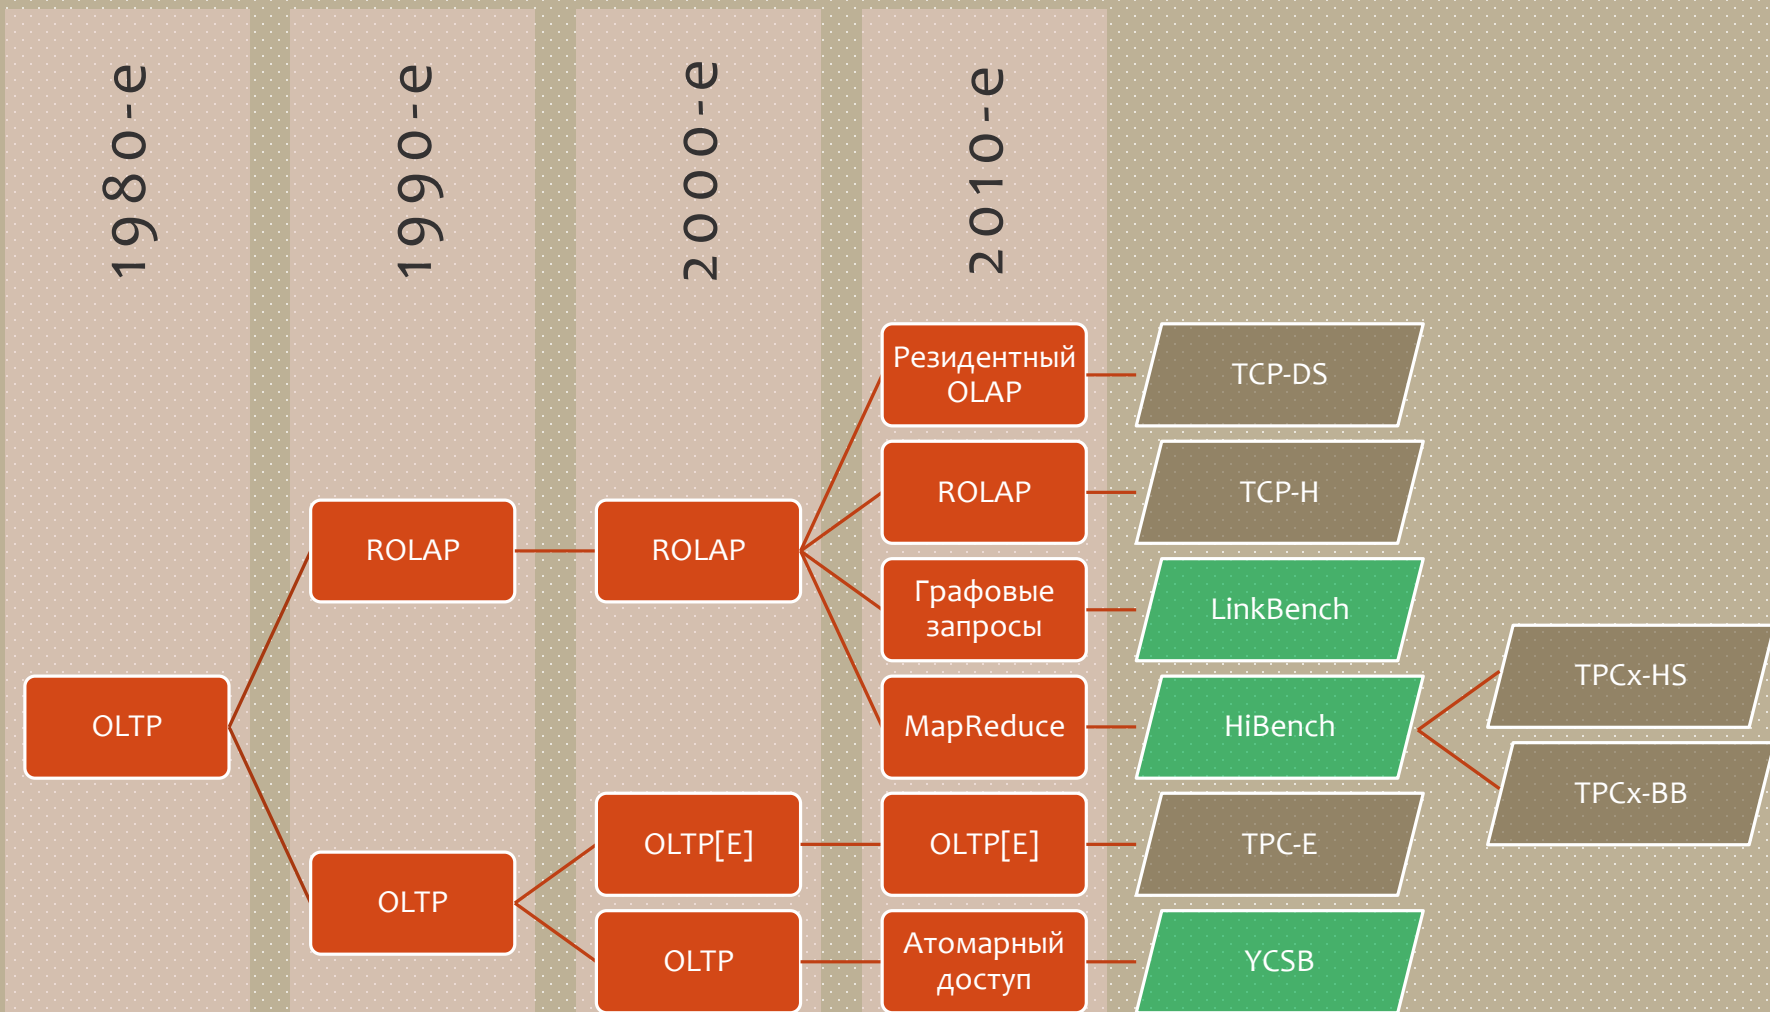 1980-е
1990-е
2000-е
2010-е
Резидентный
OLAP
TCP-DS
ROLAP
TCP-H
ROLAP
ROLAP
Графовые
запросы
LinkBench
OLTP
MapReduce
HiBench
TPCx-HS
TPCx-BB
OLTP[E]
OLTP[E]
TPC-E
OLTP
OLTP
Атомарный
доступ
YCSB